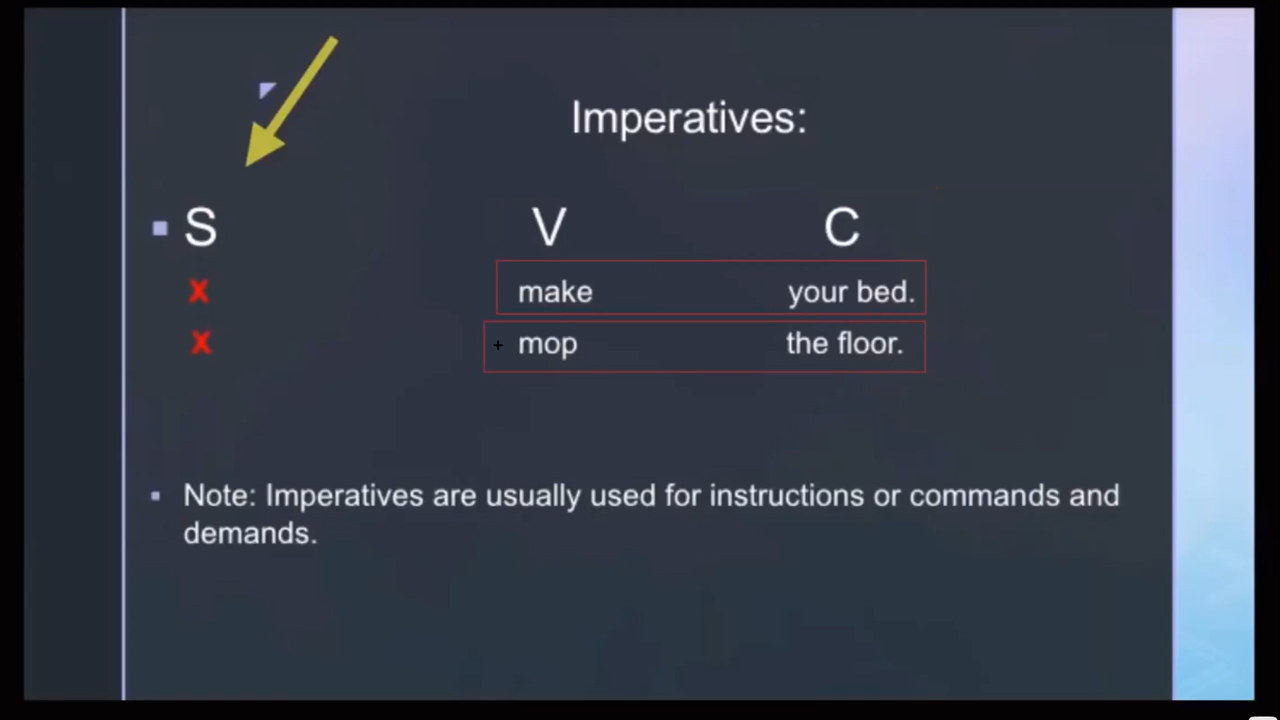 Imperatives:
S V C
X make your bed.
X mop the floor.
Note: Imperatives are usually used for instructions or commands and
demands.